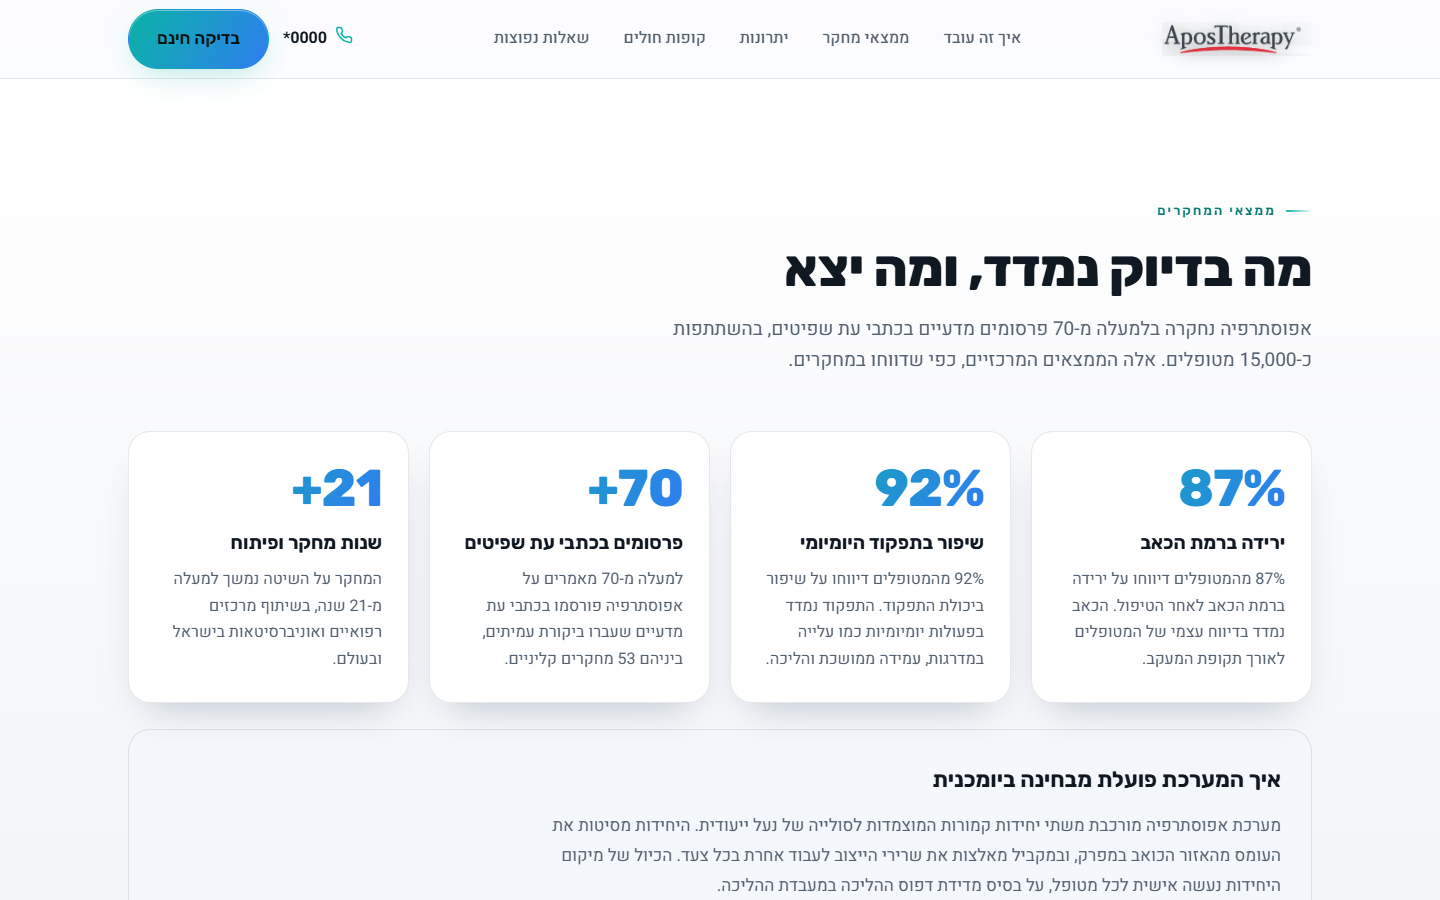 AposTherapy®
איך זה עובד
ממצאי מחקר
יתרונות
קופות חולים
שאלות נפוצות
*0000
בדיקה חינם
ממצאי המחקרים
מה בדיוק נמדד, ומה יצא
אפוסתרפיה נחקרה בלמעלה מ-70 פרסומים מדעיים בכתבי עת שפיטים, בהשתתפות
כ-15,000 מטופלים. אלה הממצאים המרכזיים, כפי שדווחו במחקרים.
87%
ירידה ברמת הכאב
87% מהמטופלים דיווחו על ירידה
ברמת הכאב לאחר הטיפול. הכאב
נמדד בדיווח עצמי של המטופלים
לאורך תקופת המעקב.
92%
שיפור בתפקוד היומיומי
92% מהמטופלים דיווחו על שיפור
ביכולת התפקוד. התפקוד נמדד
בפעולות יומיומיות כמו עלייה
במדרגות, עמידה ממושכת והליכה.
70+
פרסומים בכתבי עת שפיטים
למעלה מ-70 מאמרים על
אפוסתרפיה פורסמו בכתבי עת
מדעיים שעברו ביקורת עמיתים,
ביניהם 53 מחקרים קליניים.
21+
שנות מחקר ופיתוח
המחקר על השיטה נמשך למעלה
מ-21 שנה, בשיתוף מרכזים
רפואיים ואוניברסיטאות בישראל
ובעולם.
איך המערכת פועלת מבחינה ביומכנית
מערכת אפוסתרפיה מורכבת משתי יחידות קמורות המוצמדות לסולייה של נעל ייעודית. היחידות מסיטות את
העומס מהאזור הכואב במפרק, ובמקביל מאלצות את שרירי הייצוב לעבוד אחרת בכל צעד. הכיול של מיקום
היחידות נעשה אישית לכל מטופל, על בסיס מדידת דפוס ההליכה במעבדת ההליכה.